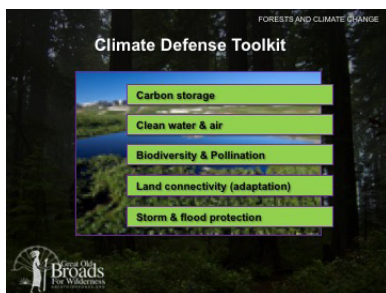 FORESTS AND CLIMATE CHANGE
Climate Defense Toolkit
Carbon storage
Clean water & air
Biodiversity & Pollination
Land connectivity (adaptation)
Storm & flood protection
Great Old
Broads
For Wilderness